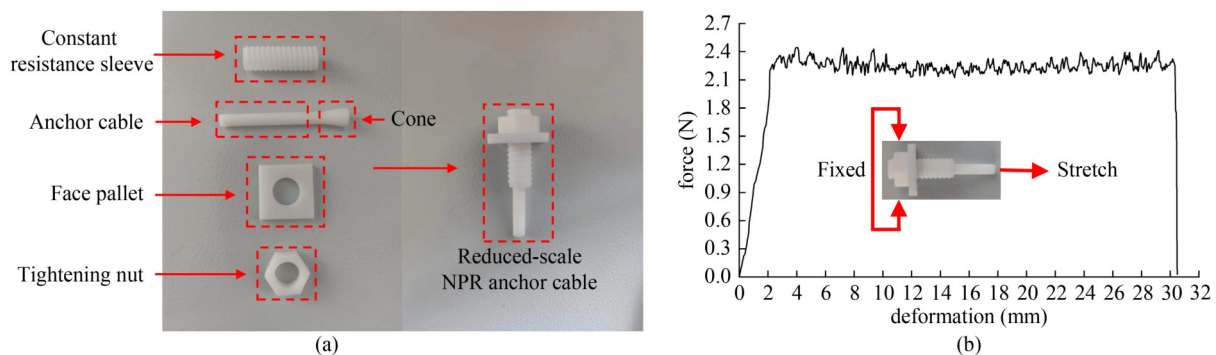 Constant
resistance sleeve
Anchor cable
Cone
Face pallet
Tightening nut
Reduced-scale
NPR anchor cable
(a)
2.7
2.4
2.1
1.8
1.5
1.2
0.9
0.6
0.3
0.0
force (N)
Fixed
Stretch
0 2 4 6 8 10 12 14 16 18 20 22 24 26 28 30 32
deformation (mm)
(b)